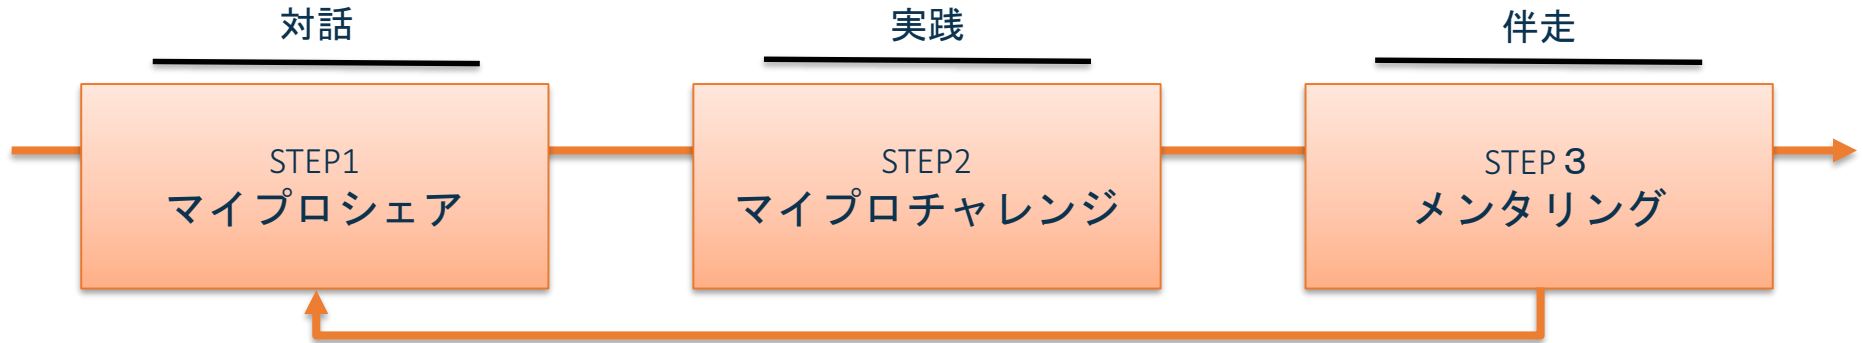 対話
実践
伴走
STEP1
マイプロシェア
STEP2
マイプロチャレンジ
STEP３
メンタリング